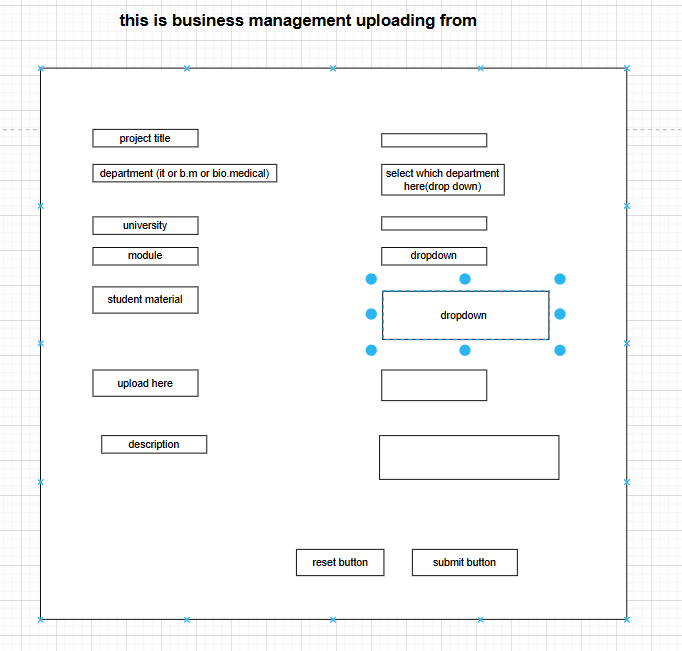 this is business management uploading from
project title
department (it or b.m or bio.medical)
select which department
here(drop down)
university
module
dropdown
student material
dropdown
upload here
description
reset button
submit button